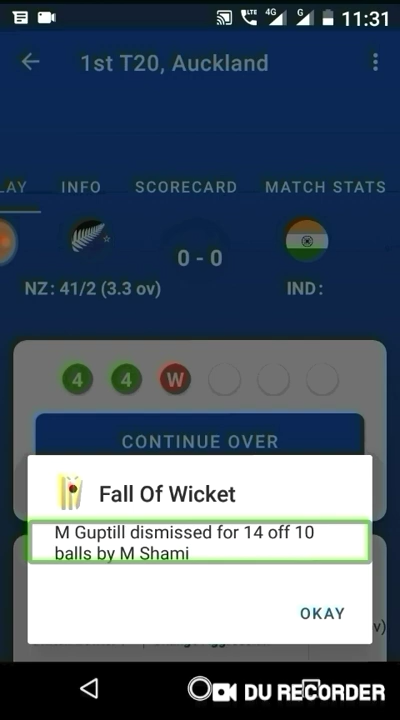 LTE 4G G 11:31
1st T20, Auckland
LAY INFO SCORECARD MATCH STATS
0 - 0
NZ: 41/2 (3.3 ov) IND:
4 4 W
CONTINUE OVER
Fall Of Wicket
M Guptill dismissed for 14 off 10
balls by M Shami
OKAY
v)
DU RECORDER